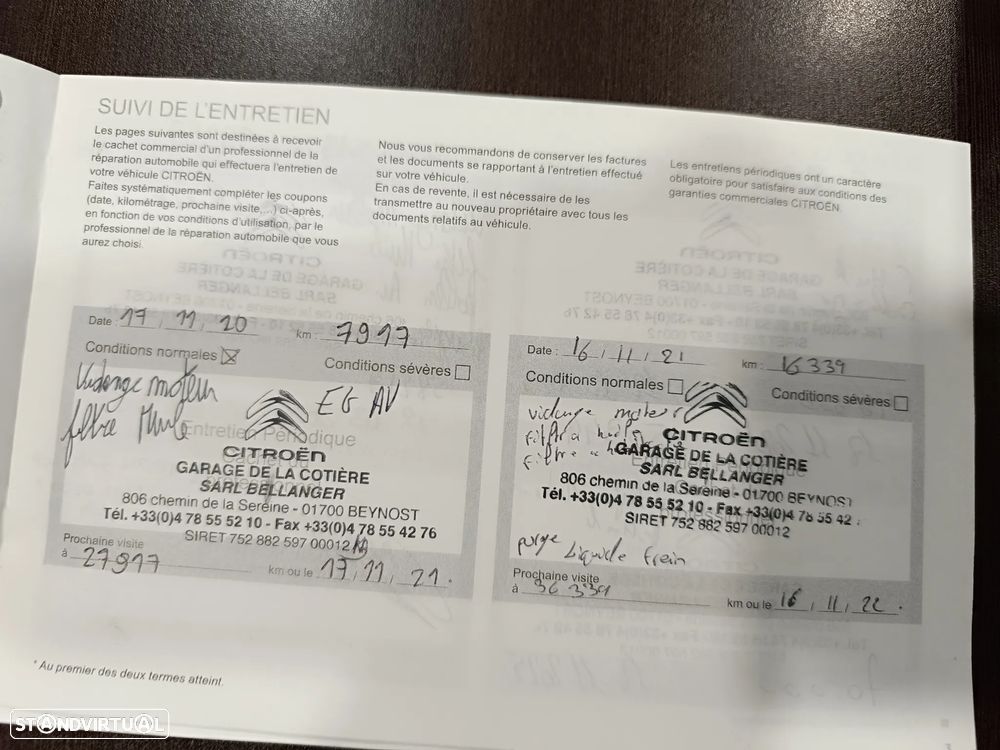 SUIVI DE L'ENTRETIEN
Les pages suivantes sont destinées à recevoir
le cachet commercial d'un professionnel de la
réparation automobile qui effectuera l'entretien de
votre véhicule CITROËN.
Faites systématiquement compléter les coupons
(date, kilométrage, prochaine visite,...) ci-après,
en fonction de vos conditions d'utilisation, par le
professionnel de la réparation automobile que vous
aurez choisi.
Nous vous recommandons de conserver les factures
et les documents se rapportant à l'entretien effectué
sur votre véhicule.
En cas de revente, il est nécessaire de les
transmettre au nouveau propriétaire avec tous les
documents relatifs au véhicule.
Les entretiens périodiques ont un caractère
obligatoire pour satisfaire aux conditions des
garanties commerciales CITROËN.
Date : 17 , 11 , 20 km : 7917
Conditions normales Conditions sévères
Vidange moteur EG AV
filtre
Entretien Périodique
CITROËN
GARAGE DE LA COTIÈRE
SARL BELLANGER
806 chemin de la Sereine - 01700 BEYNOST
Tél. +33(0)4 78 55 52 10 - Fax +33(0)4 78 55 42 76
SIRET 752 882 597 00012
Prochaine visite
à 27917 km ou le 17 , 11 , 21.
Date : 16 , 11 , 21 km : 16339
Conditions normales Conditions sévères
vidange moteur
filtre a
filtre a
CITROËN
GARAGE DE LA COTIÈRE
SARL BELLANGER
806 chemin de la Sereine - 01700 BEYNOST
Tél. +33(0)4 78 55 52 10 - Fax +33(0)4 78 55 42
SIRET 752 882 597 00012
purge Liquide frein
Prochaine visite
à 36 339 km ou le 16 , 11 , 22.
* Au premier des deux termes atteint.
3
STANDVIRTUAL